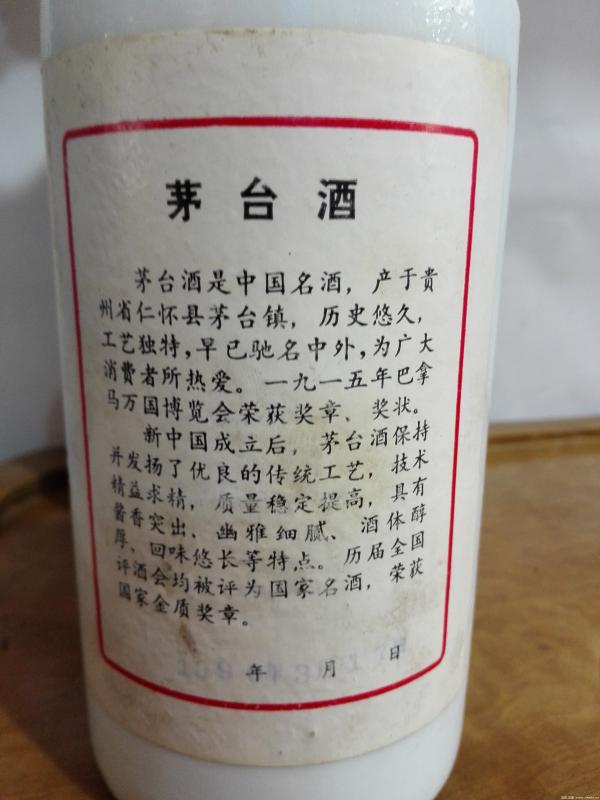 茅台酒
茅台酒是中国名酒，产于贵
州省仁怀县茅台镇，历史悠久，
工艺独特，早已驰名中外，为广大
消费者所热爱。一九一五年巴拿
马万国博览会荣获奖章、奖状。
新中国成立后，茅台酒保持
并发扬了优良的传统工艺，技术
精益求精，质量稳定提高，具有
酱香突出、幽雅细腻、酒体醇
厚、回味悠长等特点。历届全国
评酒会均被评为国家名酒，荣获
国家金质奖章。
年 月 日